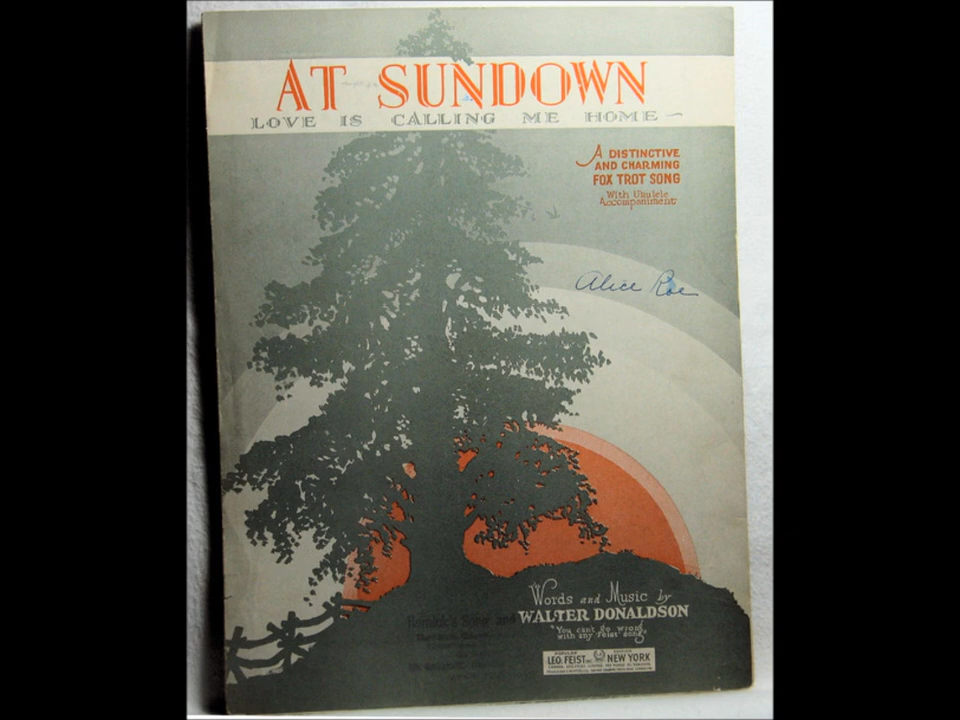 AT SUNDOWN
LOVE IS CALLING ME HOME ~
A DISTINCTIVE
AND CHARMING
FOX TROT SONG
With Ukulele
Accompaniment
Alice Roe
Words and Music by
WALTER DONALDSON
"You can't go wrong
with any Feist song"
LEO. FEIST INC NEW YORK